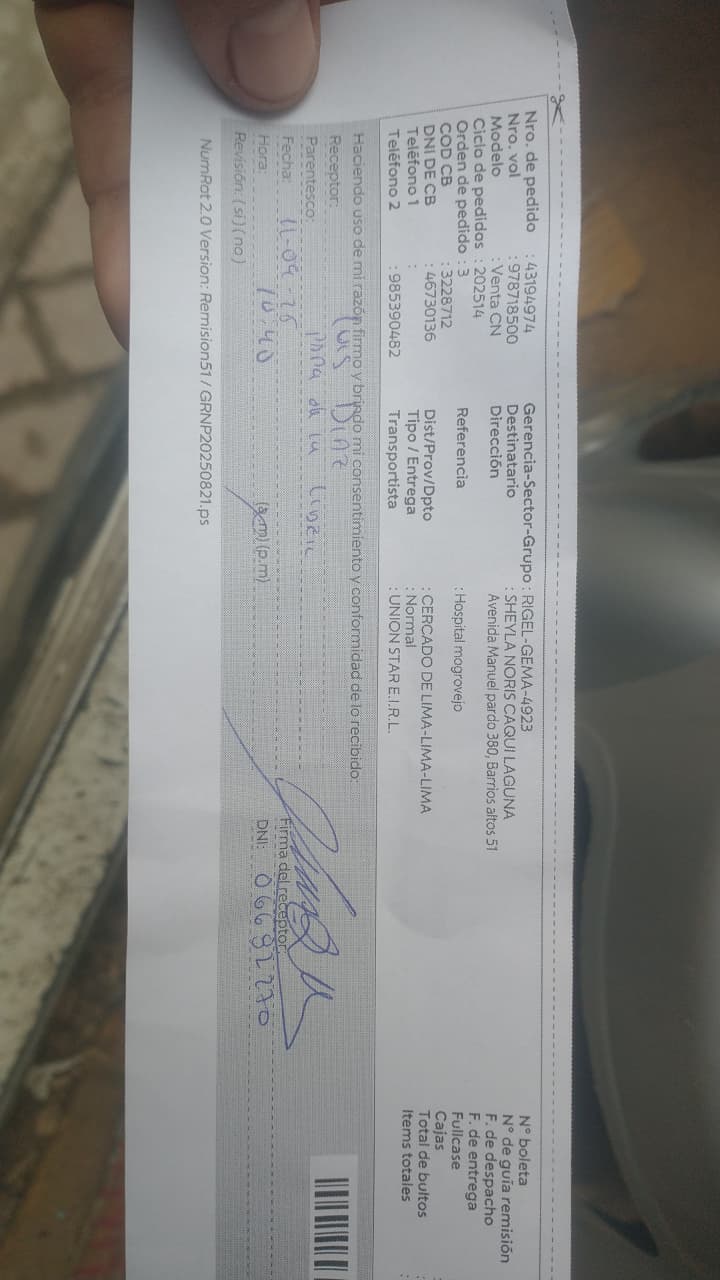 Nro. de pedido : 43194974
Nro. vol : 978718500
Modelo : Venta CN
Ciclo de pedidos : 202514
Orden de pedido : 3
COD CB : 3228712
DNI DE CB : 46730136
Teléfono 1 :
Teléfono 2 : 985390482
Gerencia-Sector-Grupo : RIGEL-GEMA-4923
Destinatario : SHEYLA NORIS CAQUI LAGUNA
Dirección Avenida Manuel pardo 380, Barrios altos 51
Referencia : Hospital mogrovejo
Dist/Prov/Dpto : CERCADO DE LIMA-LIMA-LIMA
Tipo / Entrega : Normal
Transportista : UNION STAR E.I.R.L.
N° boleta
N° de guía remisión
F. de despacho
F. de entrega
Fullcase
Cajas
Total de bultos :
Items totales :
Haciendo uso de mi razón firmo y brindo mi consentimiento y conformidad de lo recibido:
Receptor: Luis Diaz
Parentesco: de la
Fecha: 11-09-25
Hora: 10:40 (a.m) (p.m)
Revisión: (si) (no)
Firma del receptor
DNI: 06692270
NumRot 2.0 Version: Remision51 / GRNP20250821.ps